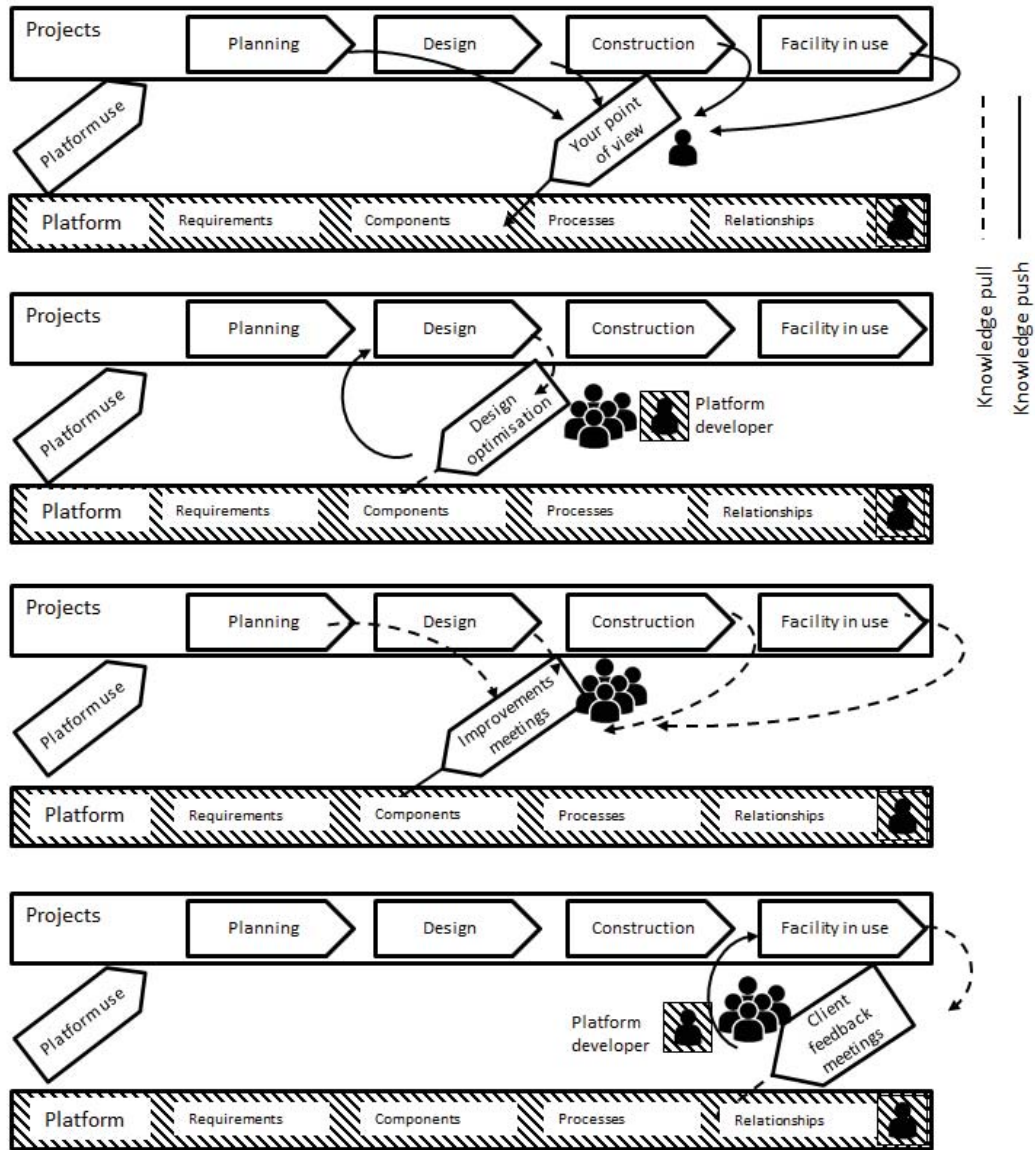 Projects
Planning
Design
Construction
Facility in use
Platform use
Your point
of view
Platform
Requirements
Components
Processes
Relationships
Knowledge pull
Knowledge push
Projects
Planning
Design
Construction
Facility in use
Platform use
Design
optimisation
Platform
developer
Platform
Requirements
Components
Processes
Relationships
Projects
Planning
Design
Construction
Facility in use
Platform use
Improvements
meetings
Platform
Requirements
Components
Processes
Relationships
Projects
Planning
Design
Construction
Facility in use
Platform use
Platform
developer
Client
feedback
meetings
Platform
Requirements
Components
Processes
Relationships